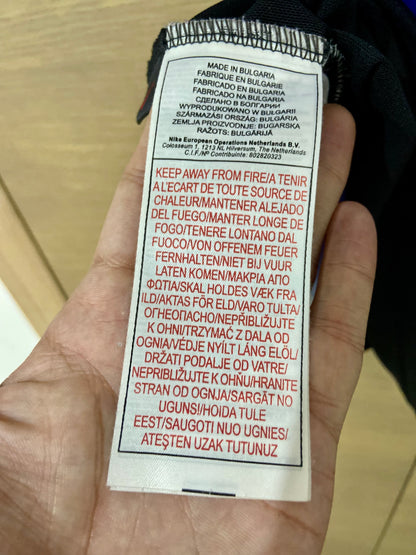 MADE IN BULGARIA
FABRIQUE EN BULGARIE
FABRICADO EN BULGARIA
FABRICADO NA BULGARIA
СДЕЛАНО В БОЛГАРИИ
WYPRODUKOWANO W BUŁGARII
SZÁRMAZÁSI ORSZÁG: BULGÁRIA
ZEMLJA PROIZVODNJE: BUGARSKA
RAŽOTS: BULGĀRIJĀ
Nike European Operations Netherlands B.V.
Colosseum 1, 1213 NL Hilversum, The Netherlands
C.I.F./Nº Contribuinte: 802820323
KEEP AWAY FROM FIRE/A TENIR
A L'ECART DE TOUTE SOURCE DE
CHALEUR/MANTENER ALEJADO
DEL FUEGO/MANTER LONGE DE
FOGO/TENERE LONTANO DAL
FUOCO/VON OFFENEM FEUER
FERNHALTEN/NIET BIJ VUUR
LATEN KOMEN/ΜΑΚΡΙΑ ΑΠΟ
ΦΩΤΙΑ/SKAL HOLDES VÆK FRA
ILD/AKTAS FÖR ELD/VARO TULTA/
ОГНЕОПАСНО/NEPŘIBLIŽUJTE
K OHNI/TRZYMAĆ Z DALA OD
OGNIA/VÉDJE NYÍLT LÁNG ELŐL/
DRŽATI PODALJE OD VATRE/
NEPRIBLIŽUJTE K OHŇU/HRANITE
STRAN OD OGNJA/SARGĀT NO
UGUNS!/HOIDA TULE
EEST/SAUGOTI NUO UGNIES/
ATEŞTEN UZAK TUTUNUZ